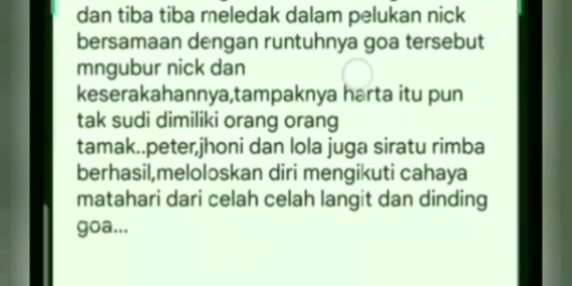 dan tiba tiba meledak dalam pelukan nick
bersamaan dengan runtuhnya goa tersebut
mngubur nick dan
keserakahannya,tampaknya harta itu pun
tak sudi dimiliki orang orang
tamak..peter,jhoni dan lola juga siratu rimba
berhasil,meloloskan diri mengikuti cahaya
matahari dari celah celah langit dan dinding
goa...